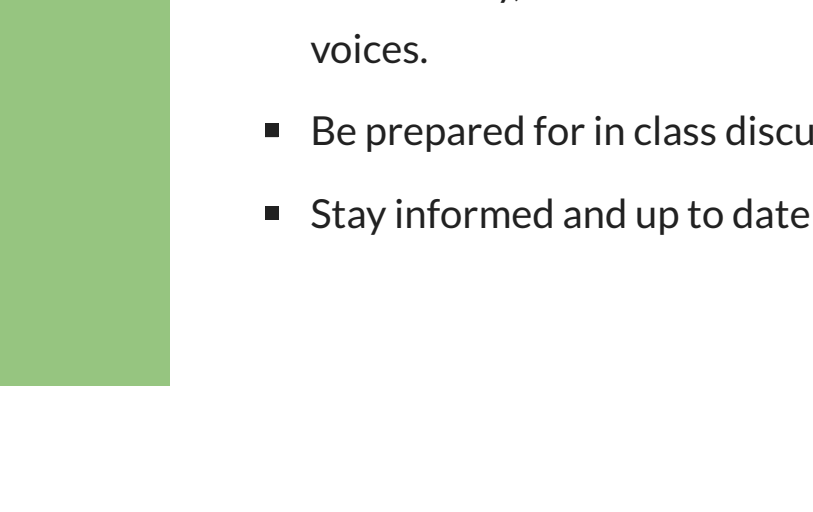 voices.
Be prepared for in class discu
Stay informed and up to date